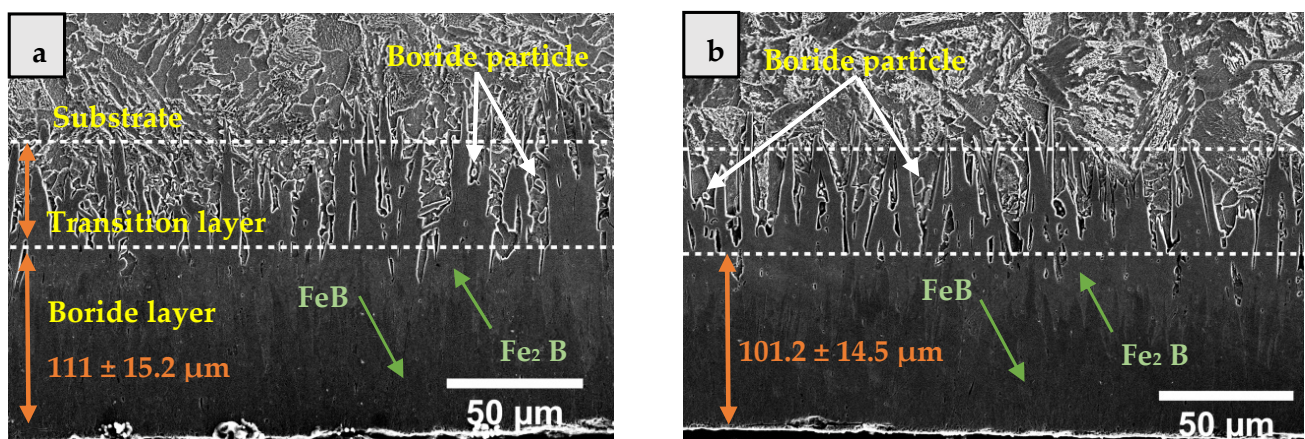 a
Boride particle
Substrate
Transition layer
FeB
Boride layer
Fe₂ B
111 ± 15.2 µm
50 µm
b
Boride particle
FeB
101.2 ± 14.5 µm
Fe₂ B
50 µm